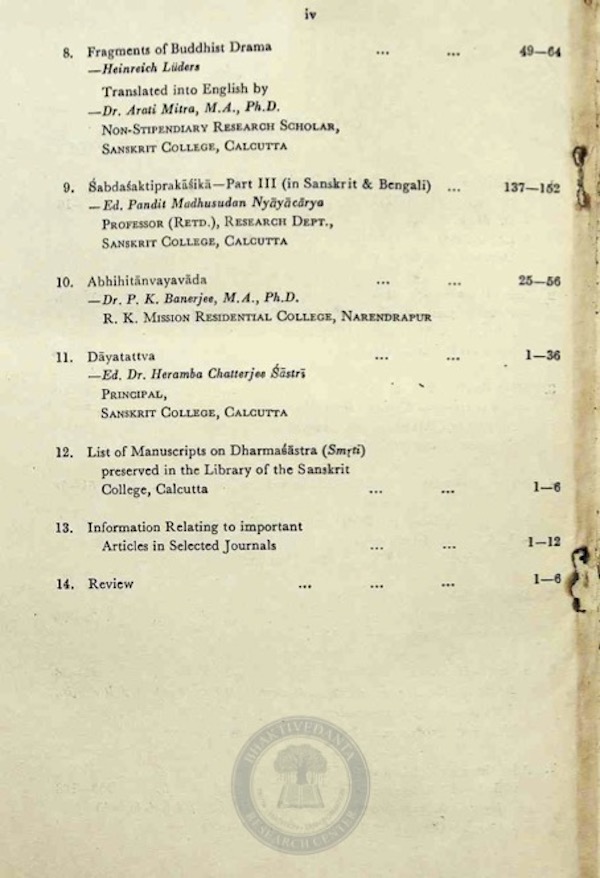 iv
8. Fragments of Buddhist Drama ... ... 49—64
—Heinreich Lüders
Translated into English by
—Dr. Arati Mitra, M.A., Ph.D.
NON-STIPENDIARY RESEARCH SCHOLAR,
SANSKRIT COLLEGE, CALCUTTA
9. Śabdaśaktiprakāśikā—Part III (in Sanskrit & Bengali) ... 137—152
—Ed. Pandit Madhusudan Nyāyācārya
PROFESSOR (RETD.), RESEARCH DEPT.,
SANSKRIT COLLEGE, CALCUTTA
10. Abhihitānvayavāda ... ... 25—56
—Dr. P. K. Banerjee, M.A., Ph.D.
R. K. MISSION RESIDENTIAL COLLEGE, NARENDRAPUR
11. Dāyatattva ... ... 1—36
—Ed. Dr. Heramba Chatterjee Śāstrī
PRINCIPAL,
SANSKRIT COLLEGE, CALCUTTA
12. List of Manuscripts on Dharmaśāstra (Smṛti)
preserved in the Library of the Sanskrit
College, Calcutta ... ... 1—6
13. Information Relating to important
Articles in Selected Journals ... ... 1—12
14. Review ... ... ... 1—6
BHAKTIVEDANTA
RESEARCH CENTER